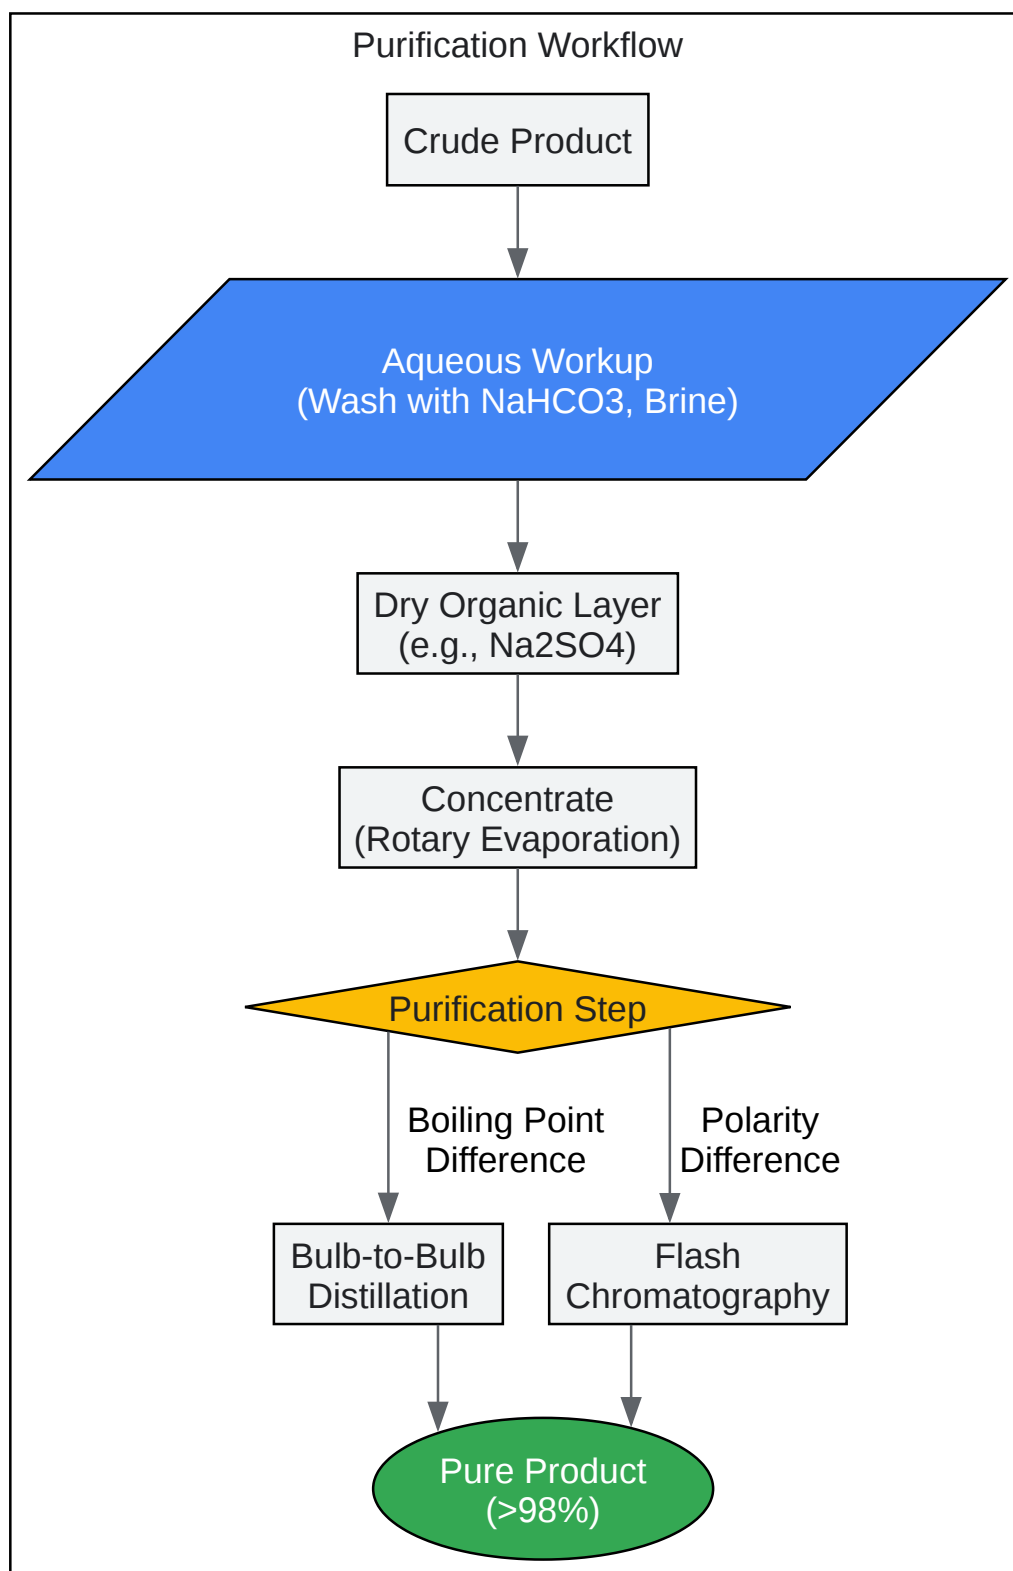 Purification Workflow
Crude Product
Aqueous Workup
(Wash with NaHCO3, Brine)
Dry Organic Layer
(e.g., Na2SO4)
Concentrate
(Rotary Evaporation)
Purification Step
Boiling Point
Difference
Polarity
Difference
Bulb-to-Bulb
Distillation
Flash
Chromatography
Pure Product
(>98%)